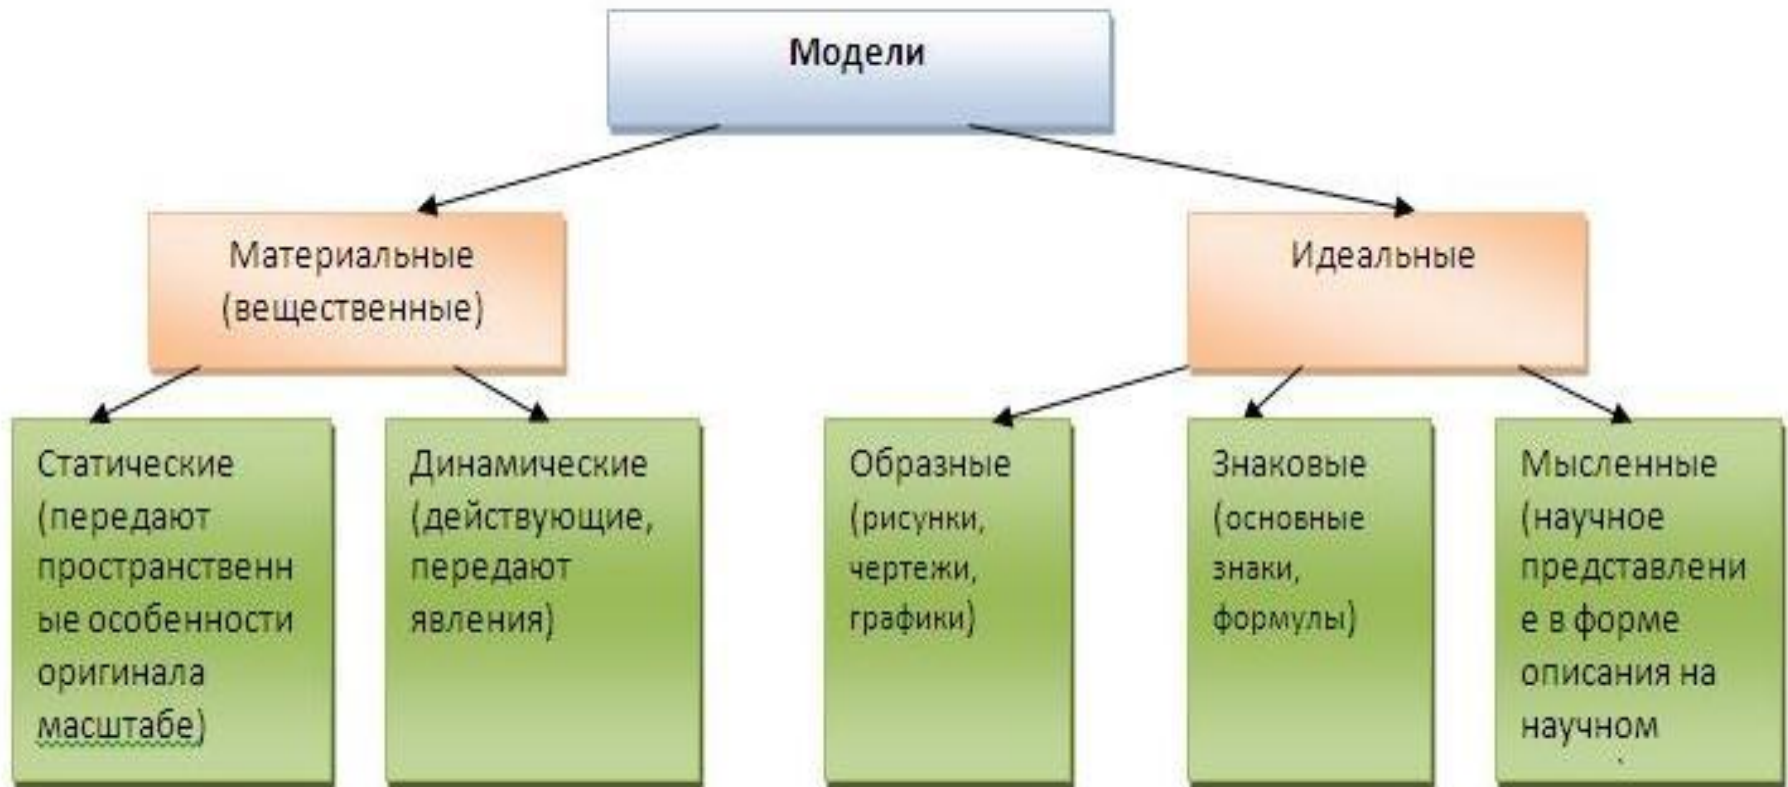 Модели
Материальные
(вещественные)
Идеальные
Статические
(передают
пространственн
ые особенности
оригинала
масштабе)
Динамические
(действующие,
передают
явления)
Образные
(рисунки,
чертежи,
графики)
Знаковые
(основные
знаки,
формулы)
Мысленные
(научное
представлени
е в форме
описания на
научном